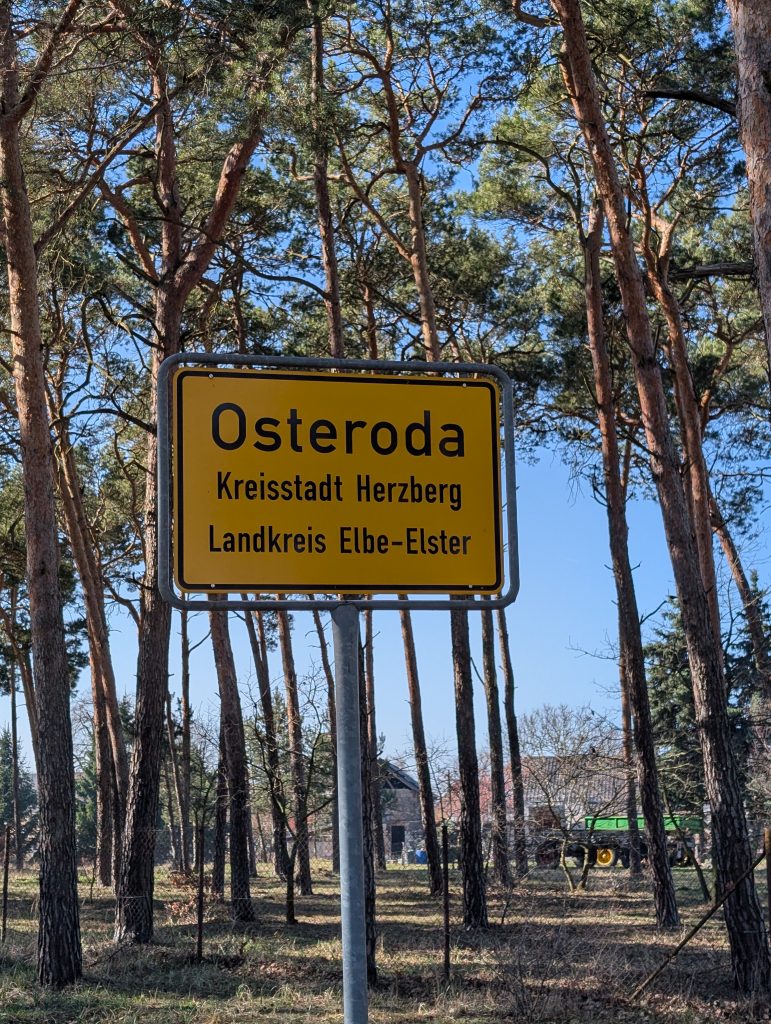 Osteroda
Kreisstadt Herzberg
Landkreis Elbe-Elster